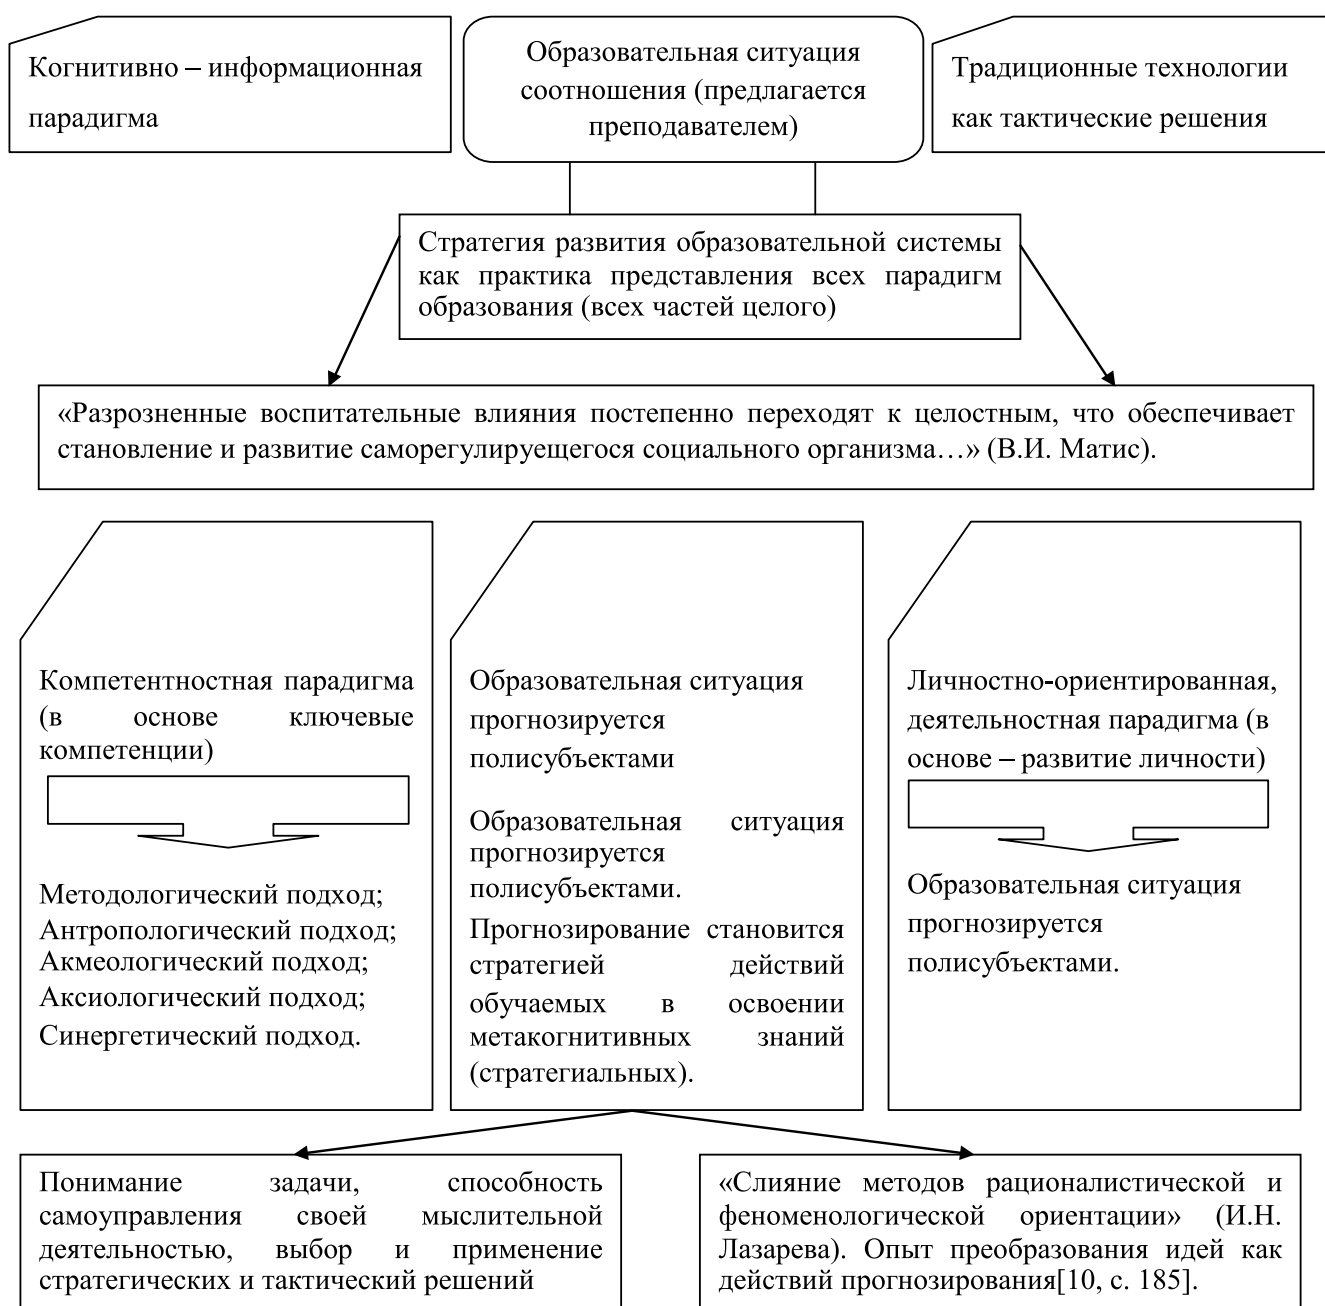 Когнитивно – информационная
парадигма
Образовательная ситуация
соотношения (предлагается
преподавателем)
Традиционные технологии
как тактические решения
Стратегия развития образовательной системы
как практика представления всех парадигм
образования (всех частей целого)
«Разрозненные воспитательные влияния постепенно переходят к целостным, что обеспечивает
становление и развитие саморегулируещегося социального организма…» (В.И. Матис).
Компетентностная парадигма
(в основе ключевые
компетенции)
Методологический подход;
Антропологический подход;
Акмеологический подход;
Аксиологический подход;
Синергетический подход.
Образовательная ситуация
прогнозируется
полисубъектами
Образовательная ситуация
прогнозируется
полисубъектами.
Прогнозирование становится
стратегией действий
обучаемых в освоении
метакогнитивных знаний
(стратегиальных).
Личностно-ориентированная,
деятельностная парадигма (в
основе – развитие личности)
Образовательная ситуация
прогнозируется
полисубъектами.
Понимание задачи, способность
самоуправления своей мыслительной
деятельностью, выбор и применение
стратегических и тактический решений
«Слияние методов рационалистической и
феноменологической ориентации» (И.Н.
Лазарева). Опыт преобразования идей как
действий прогнозирования[10, с. 185].